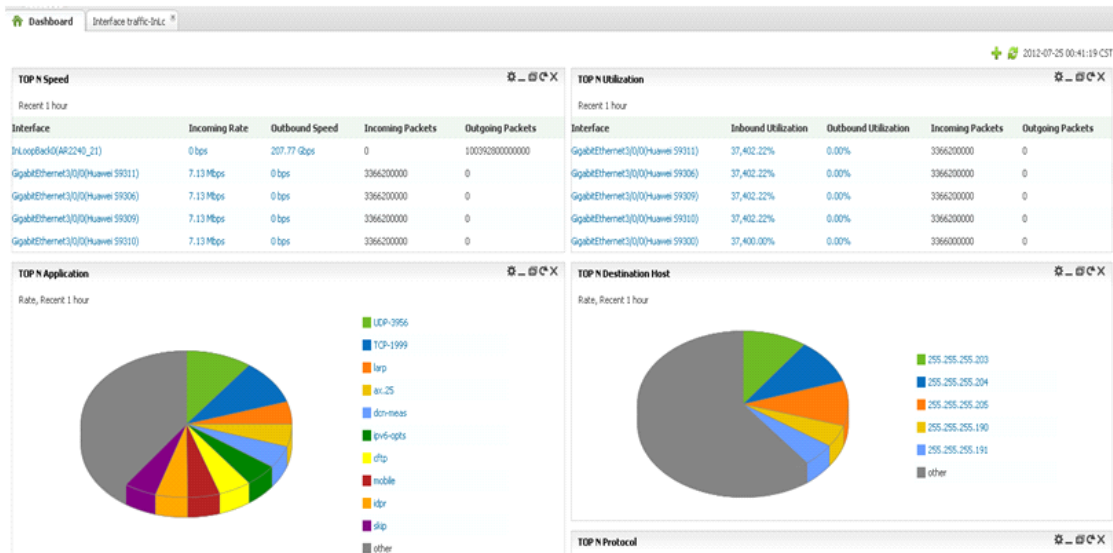 Dashboard Interface traffic-InLc
2012-07-25 00:41:19 CST
TOP N Speed
Recent 1 hour
Interface Incoming Rate Outbound Speed Incoming Packets Outgoing Packets
InLoopBack0(AR2240_21) 0 bps 207.77 Gbps 0 100392800000000
GigabitEthernet3/0/0(Huawei S9311) 7.13 Mbps 0 bps 3366200000 0
GigabitEthernet3/0/0(Huawei S9306) 7.13 Mbps 0 bps 3366200000 0
GigabitEthernet3/0/0(Huawei S9309) 7.13 Mbps 0 bps 3366200000 0
GigabitEthernet3/0/0(Huawei S9310) 7.13 Mbps 0 bps 3366200000 0
TOP N Utilization
Recent 1 hour
Interface Inbound Utilization Outbound Utilization Incoming Packets Outgoing Packets
GigabitEthernet3/0/0(Huawei S9311) 37,402.22% 0.00% 3366200000 0
GigabitEthernet3/0/0(Huawei S9306) 37,402.22% 0.00% 3366200000 0
GigabitEthernet3/0/0(Huawei S9309) 37,402.22% 0.00% 3366200000 0
GigabitEthernet3/0/0(Huawei S9310) 37,402.22% 0.00% 3366200000 0
GigabitEthernet3/0/0(Huawei S9300) 37,400.00% 0.00% 3366000000 0
TOP N Application
Rate, Recent 1 hour
UDP-3956
TCP-1999
larp
ax.25
dcn-meas
ipv6-opts
cftp
mobile
idpr
skip
other
TOP N Destination Host
Rate, Recent 1 hour
255.255.255.203
255.255.255.204
255.255.255.205
255.255.255.190
255.255.255.191
other
TOP N Protocol